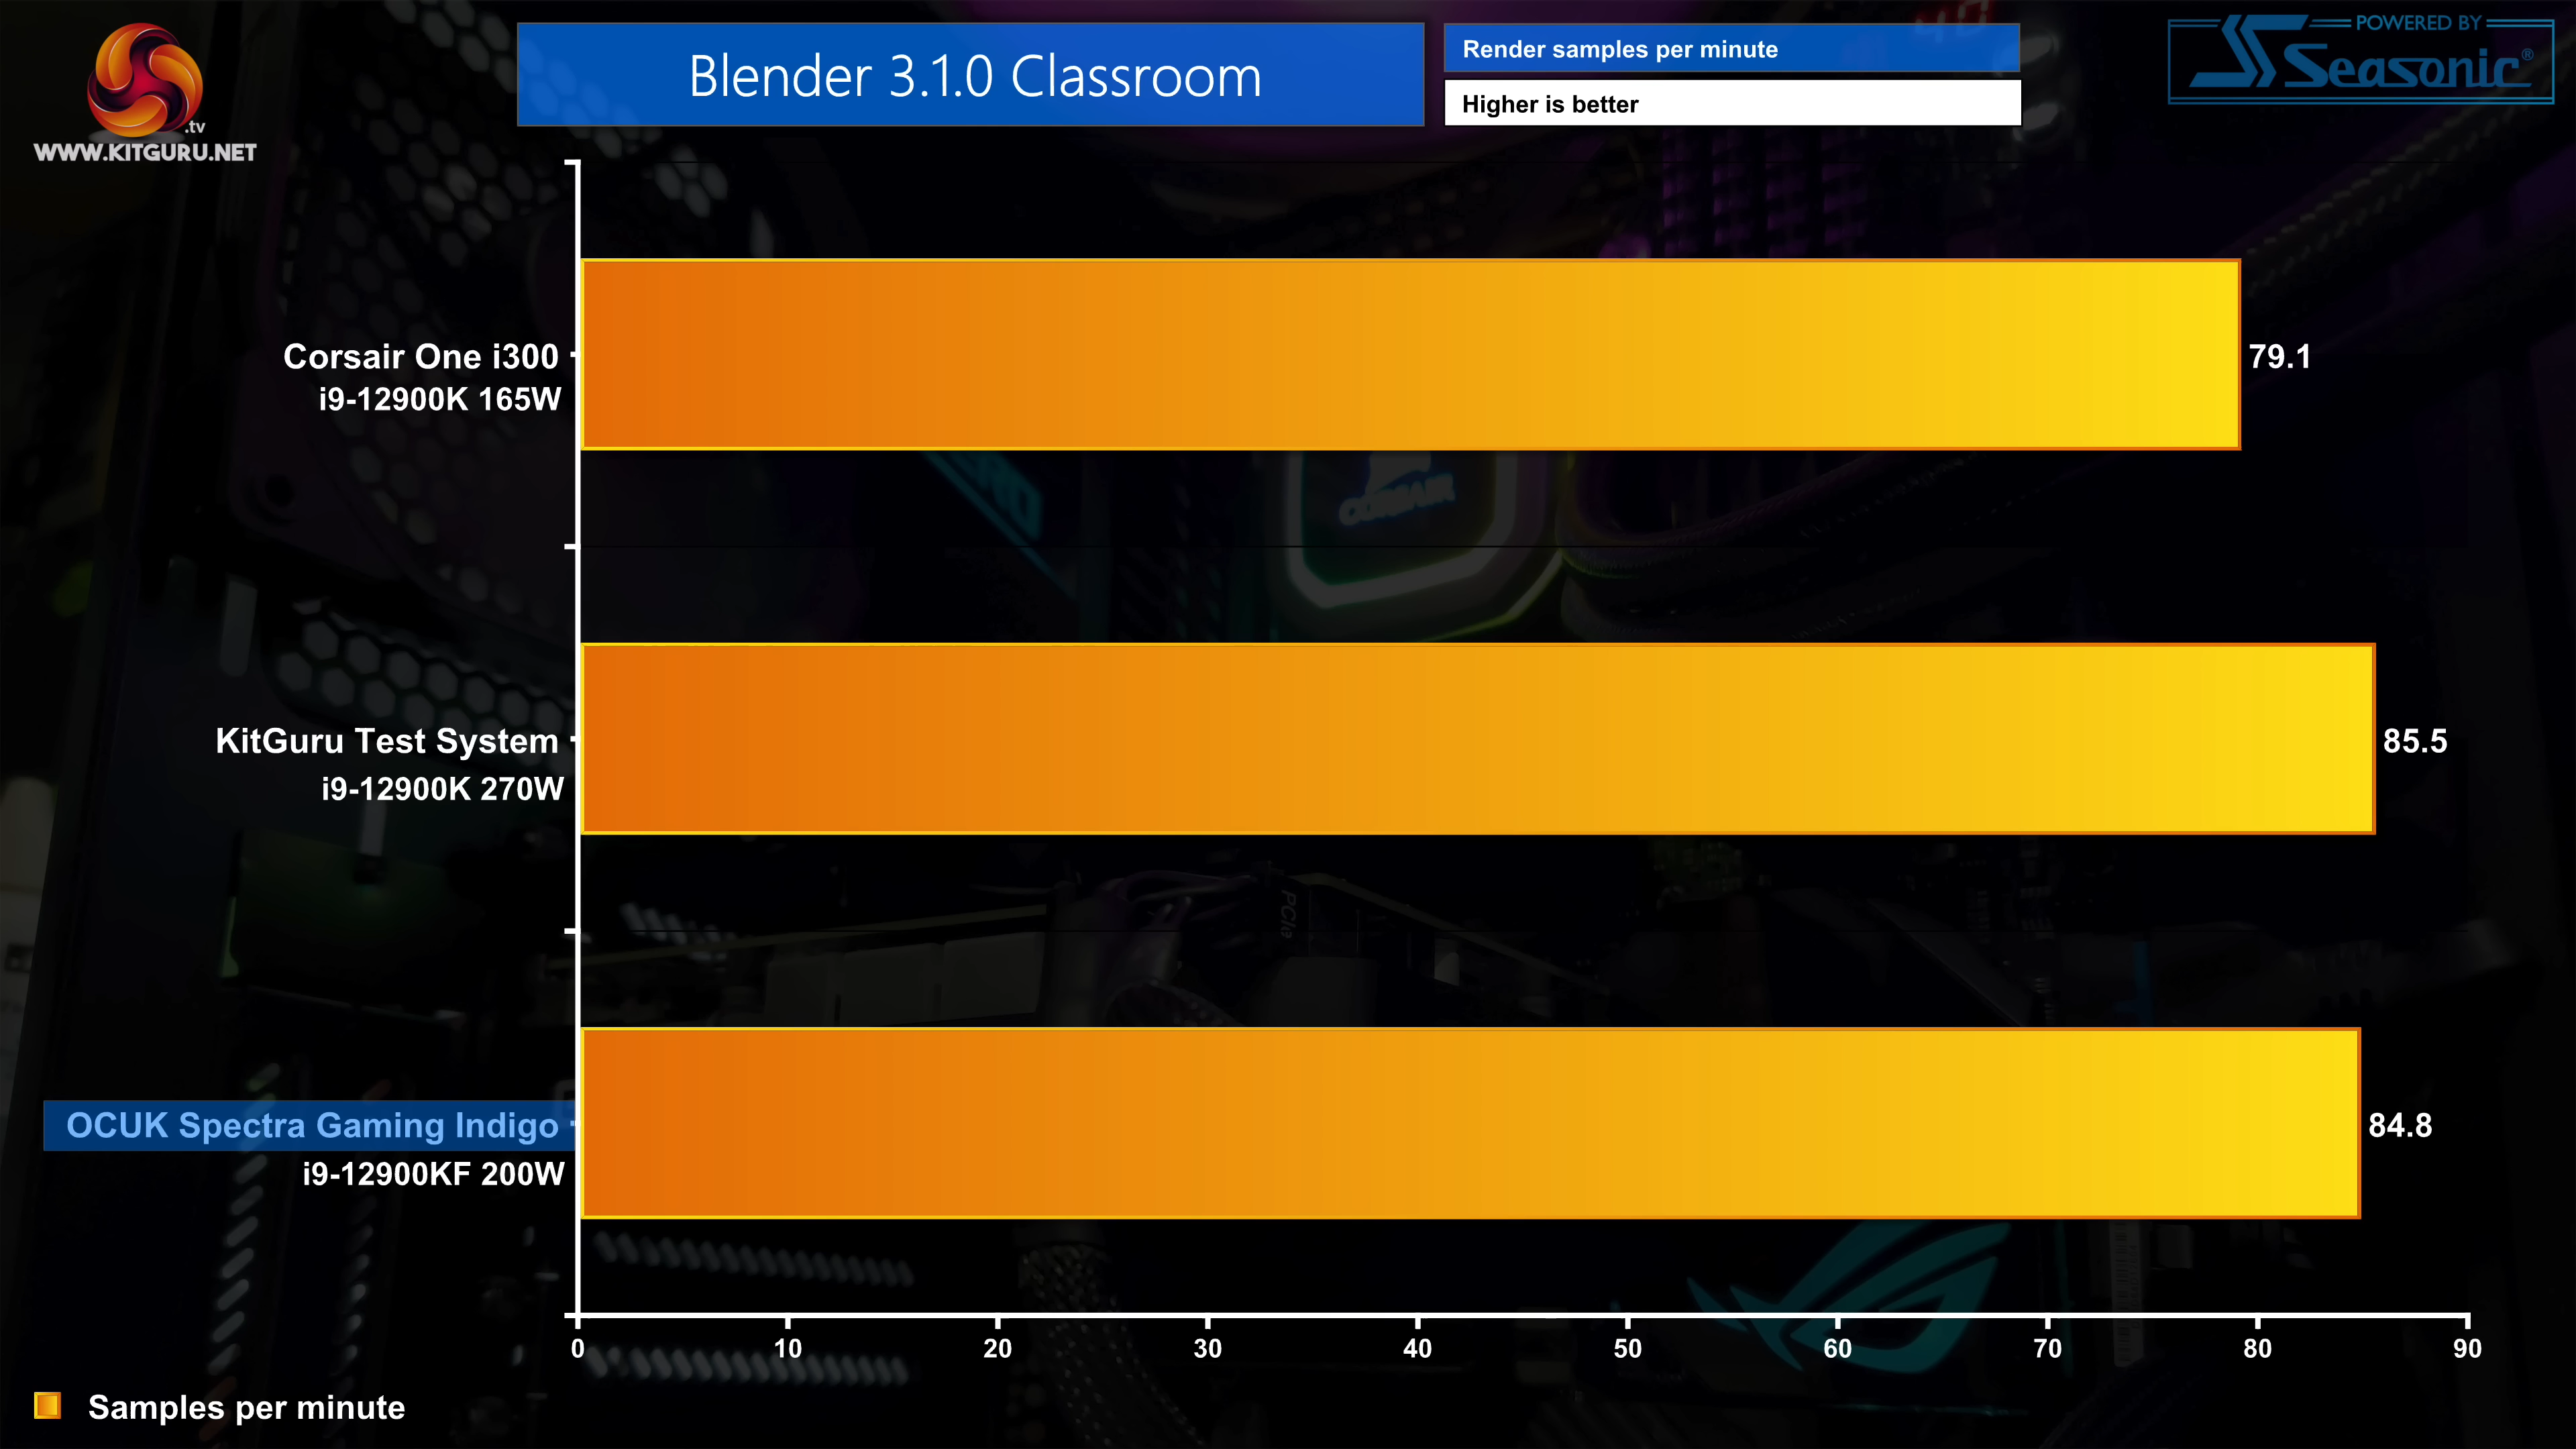 .tv
WWW.KITGURU.NET
Blender 3.1.0 Classroom
Render samples per minute
Higher is better
POWERED BY
Seasonic®
Corsair One i300
i9-12900K 165W
79.1
CORSAIR
KitGuru Test System
i9-12900K 270W
85.5
PCIe
OCUK Spectra Gaming Indigo
i9-12900KF 200W
84.8
0 10 20 30 40 50 60 70 80 90
Samples per minute